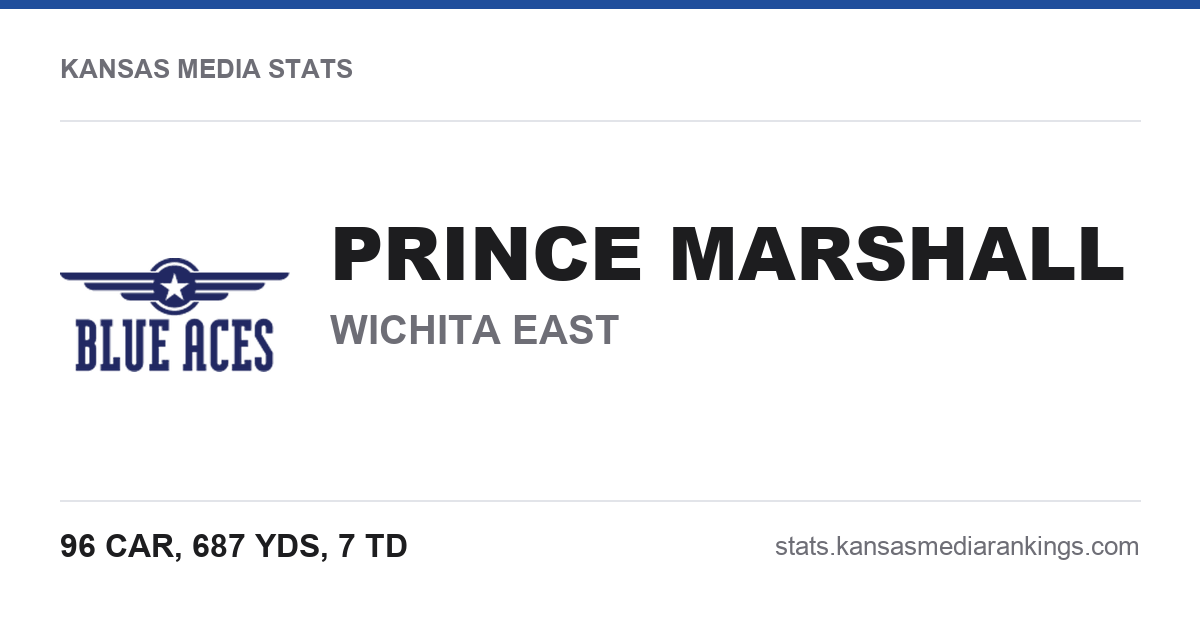 KANSAS MEDIA STATS
BLUE ACES
PRINCE MARSHALL
WICHITA EAST
96 CAR, 687 YDS, 7 TD
stats.kansasmediarankings.com